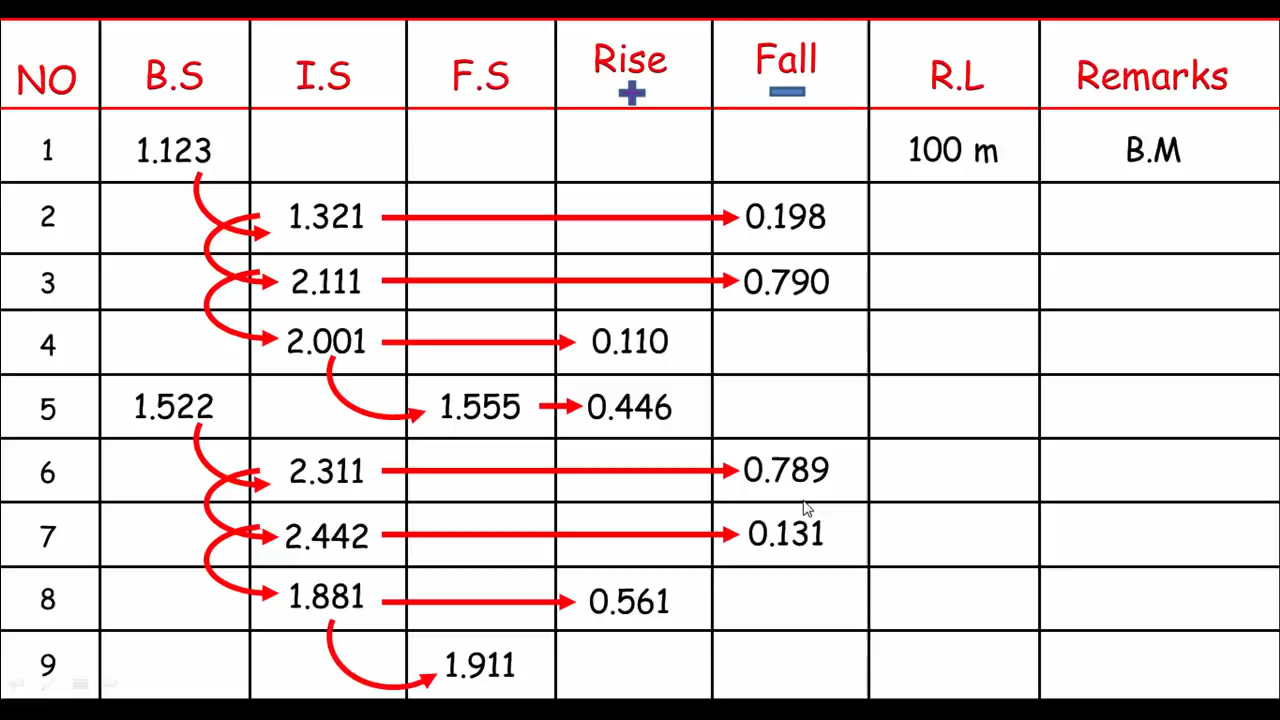 NO B.S I.S F.S Rise Fall R.L Remarks
+ −
1 1.123 100 m B.M
2 1.321 0.198
3 2.111 0.790
4 2.001 0.110
5 1.522 1.555 0.446
6 2.311 0.789
7 2.442 0.131
8 1.881 0.561
9 1.911